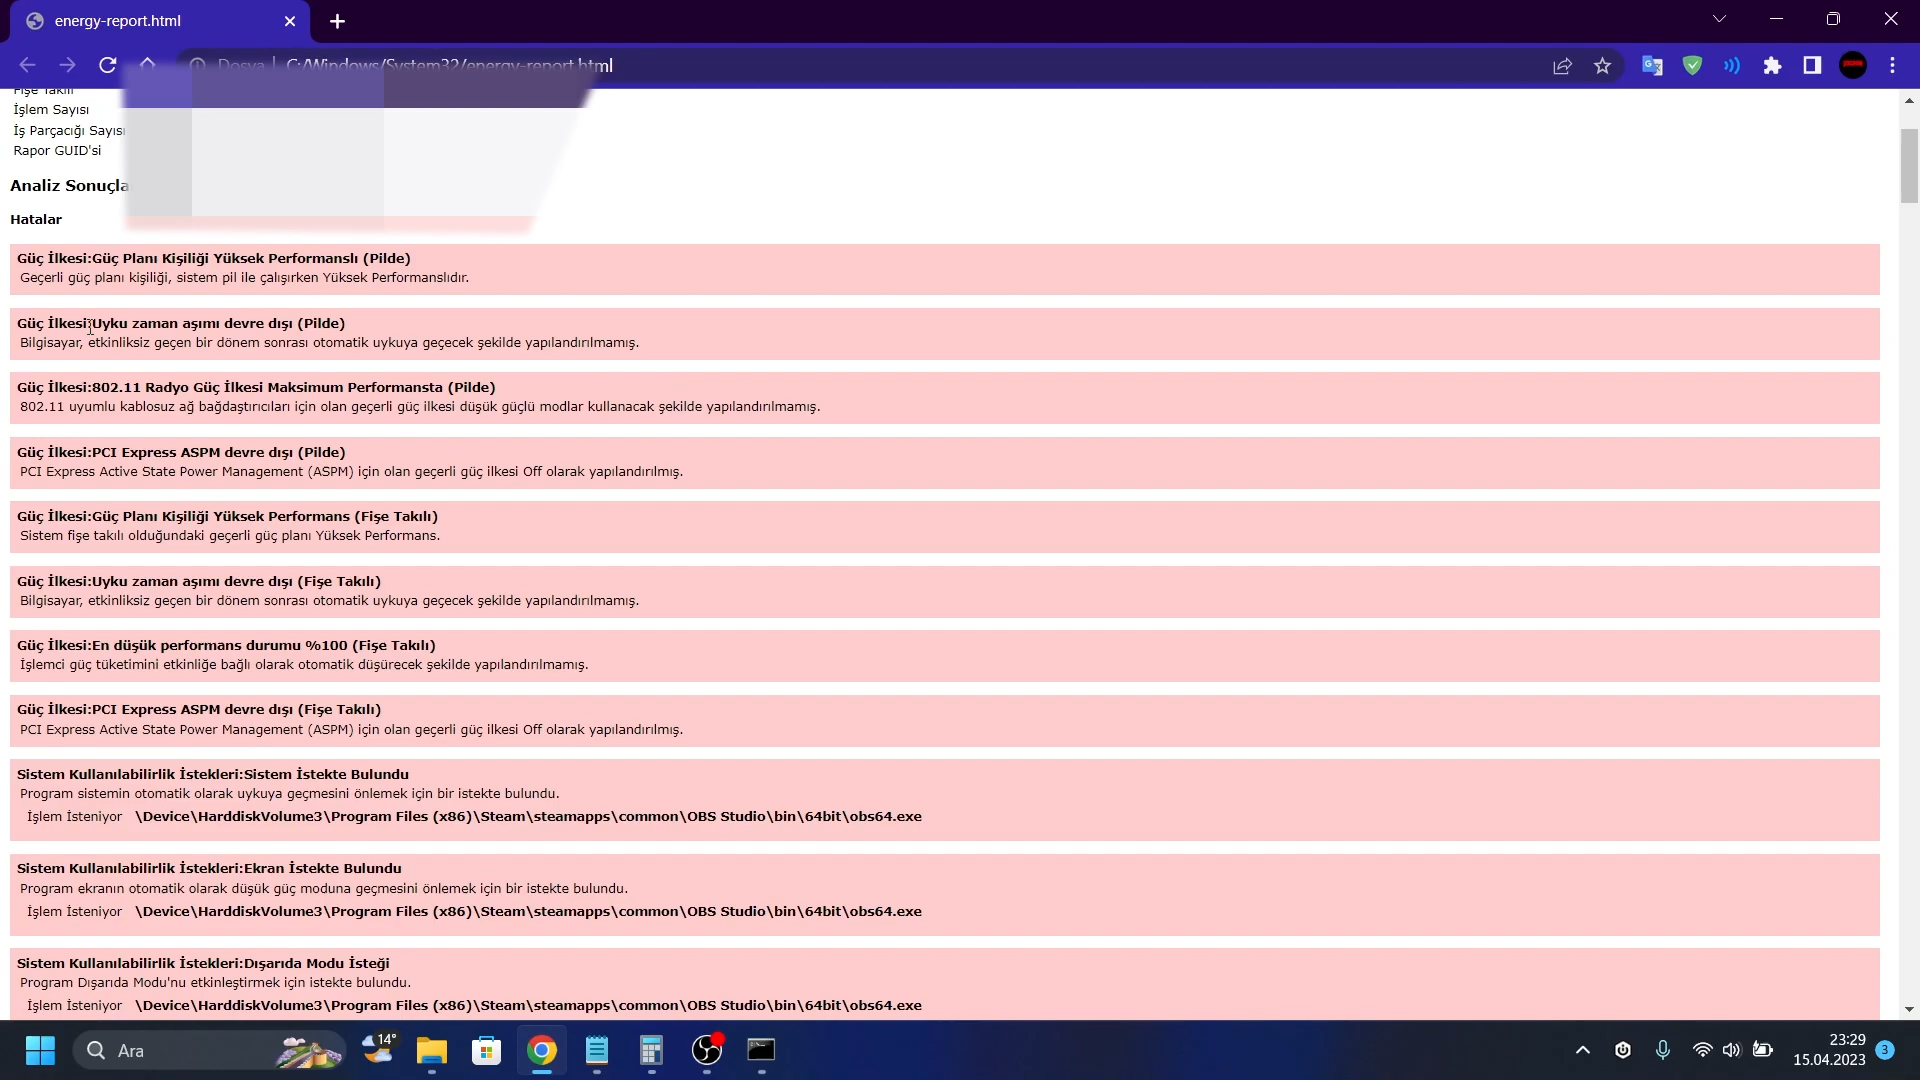 energy-report.html
Dosya | C:/Windows/System32/energy-report.html
Fişe Takılı
İşlem Sayısı
İş Parçacığı Sayısı
Rapor GUID'si
Analiz Sonuçla
Hatalar
Güç İlkesi:Güç Planı Kişiliği Yüksek Performanslı (Pilde)
Geçerli güç planı kişiliği, sistem pil ile çalışırken Yüksek Performanslıdır.
Güç İlkesi:Uyku zaman aşımı devre dışı (Pilde)
Bilgisayar, etkinliksiz geçen bir dönem sonrası otomatik uykuya geçecek şekilde yapılandırılmamış.
Güç İlkesi:802.11 Radyo Güç İlkesi Maksimum Performansta (Pilde)
802.11 uyumlu kablosuz ağ bağdaştırıcıları için olan geçerli güç ilkesi düşük güçlü modlar kullanacak şekilde yapılandırılmamış.
Güç İlkesi:PCI Express ASPM devre dışı (Pilde)
PCI Express Active State Power Management (ASPM) için olan geçerli güç ilkesi Off olarak yapılandırılmış.
Güç İlkesi:Güç Planı Kişiliği Yüksek Performans (Fişe Takılı)
Sistem fişe takılı olduğundaki geçerli güç planı Yüksek Performans.
Güç İlkesi:Uyku zaman aşımı devre dışı (Fişe Takılı)
Bilgisayar, etkinliksiz geçen bir dönem sonrası otomatik uykuya geçecek şekilde yapılandırılmamış.
Güç İlkesi:En düşük performans durumu %100 (Fişe Takılı)
İşlemci güç tüketimini etkinliğe bağlı olarak otomatik düşürecek şekilde yapılandırılmamış.
Güç İlkesi:PCI Express ASPM devre dışı (Fişe Takılı)
PCI Express Active State Power Management (ASPM) için olan geçerli güç ilkesi Off olarak yapılandırılmış.
Sistem Kullanılabilirlik İstekleri:Sistem İstekte Bulundu
Program sistemin otomatik olarak uykuya geçmesini önlemek için bir istekte bulundu.
İşlem İsteniyor \Device\HarddiskVolume3\Program Files (x86)\Steam\steamapps\common\OBS Studio\bin\64bit\obs64.exe
Sistem Kullanılabilirlik İstekleri:Ekran İstekte Bulundu
Program ekranın otomatik olarak düşük güç moduna geçmesini önlemek için bir istekte bulundu.
İşlem İsteniyor \Device\HarddiskVolume3\Program Files (x86)\Steam\steamapps\common\OBS Studio\bin\64bit\obs64.exe
Sistem Kullanılabilirlik İstekleri:Dışarıda Modu İsteği
Program Dışarıda Modu'nu etkinleştirmek için istekte bulundu.
İşlem İsteniyor \Device\HarddiskVolume3\Program Files (x86)\Steam\steamapps\common\OBS Studio\bin\64bit\obs64.exe
Ara
14°
23:29
15.04.2023
3